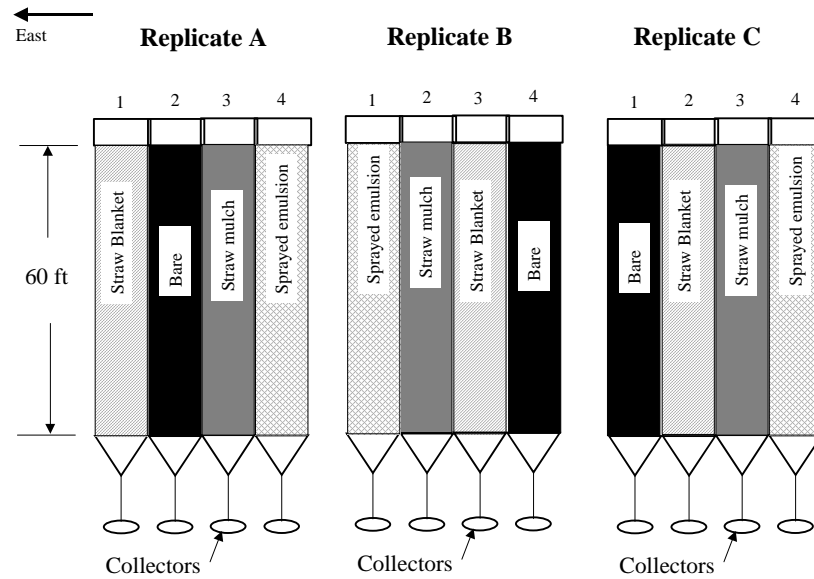 East
Replicate A Replicate B Replicate C
1 2 3 4 1 2 3 4 1 2 3 4
60 ft
Straw Blanket
Bare
Straw mulch
Sprayed emulsion
Sprayed emulsion
Straw mulch
Straw Blanket
Bare
Bare
Straw Blanket
Straw mulch
Sprayed emulsion
Collectors Collectors Collectors